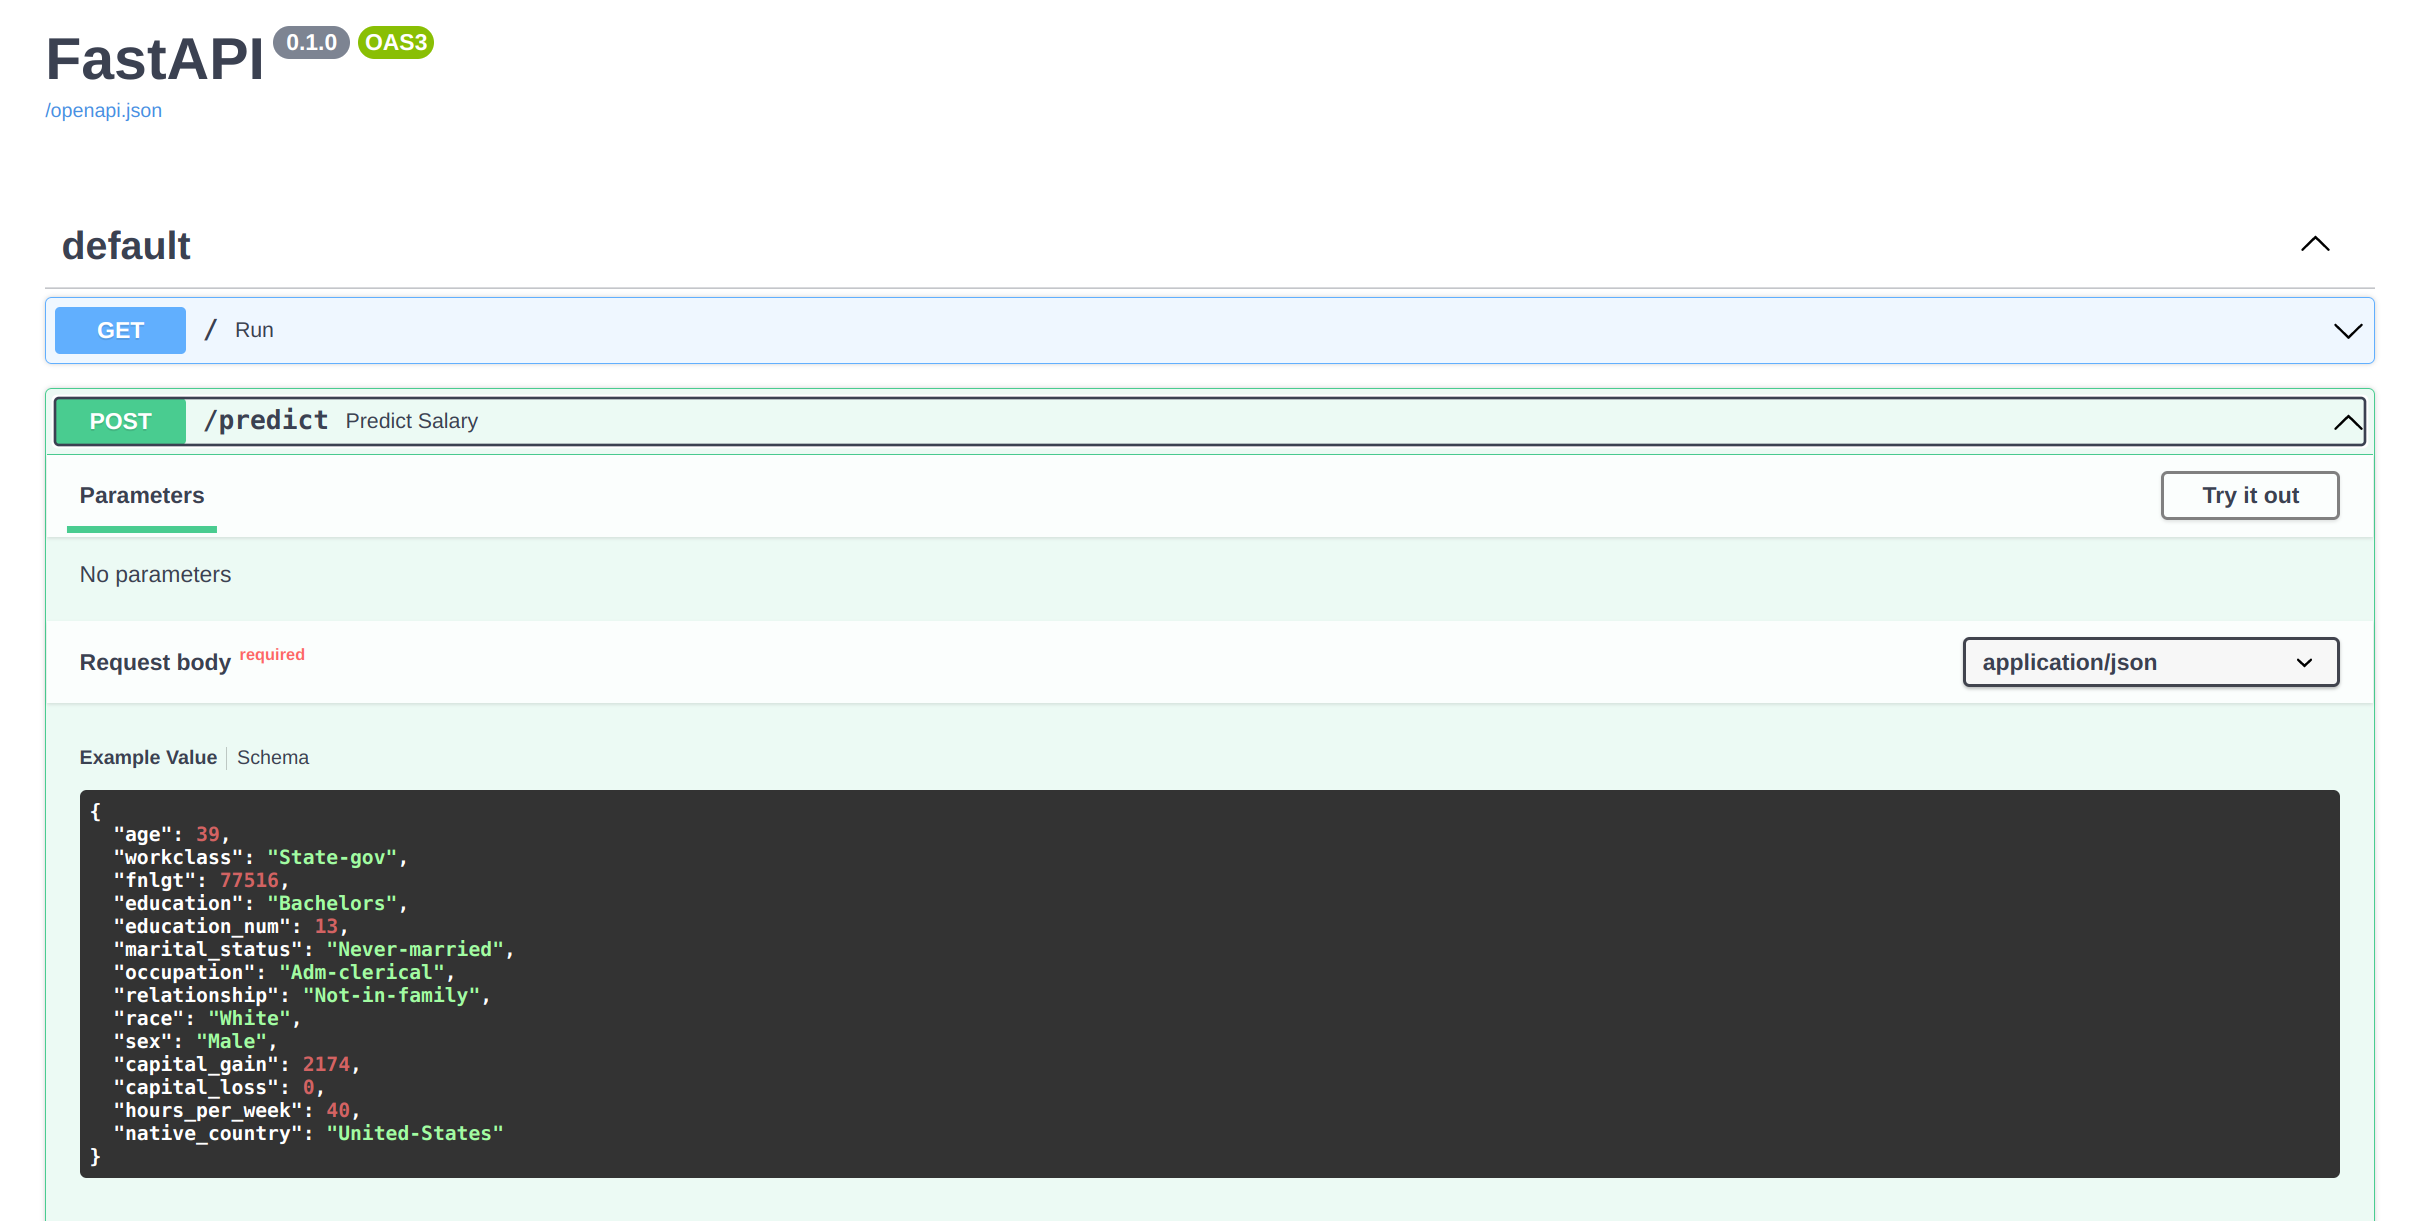 FastAPI 0.1.0 OAS3
/openapi.json
default
GET / Run
POST /predict Predict Salary
Parameters Try it out
No parameters
Request body required application/json
Example Value Schema
{
  "age": 39,
  "workclass": "State-gov",
  "fnlgt": 77516,
  "education": "Bachelors",
  "education_num": 13,
  "marital_status": "Never-married",
  "occupation": "Adm-clerical",
  "relationship": "Not-in-family",
  "race": "White",
  "sex": "Male",
  "capital_gain": 2174,
  "capital_loss": 0,
  "hours_per_week": 40,
  "native_country": "United-States"
}